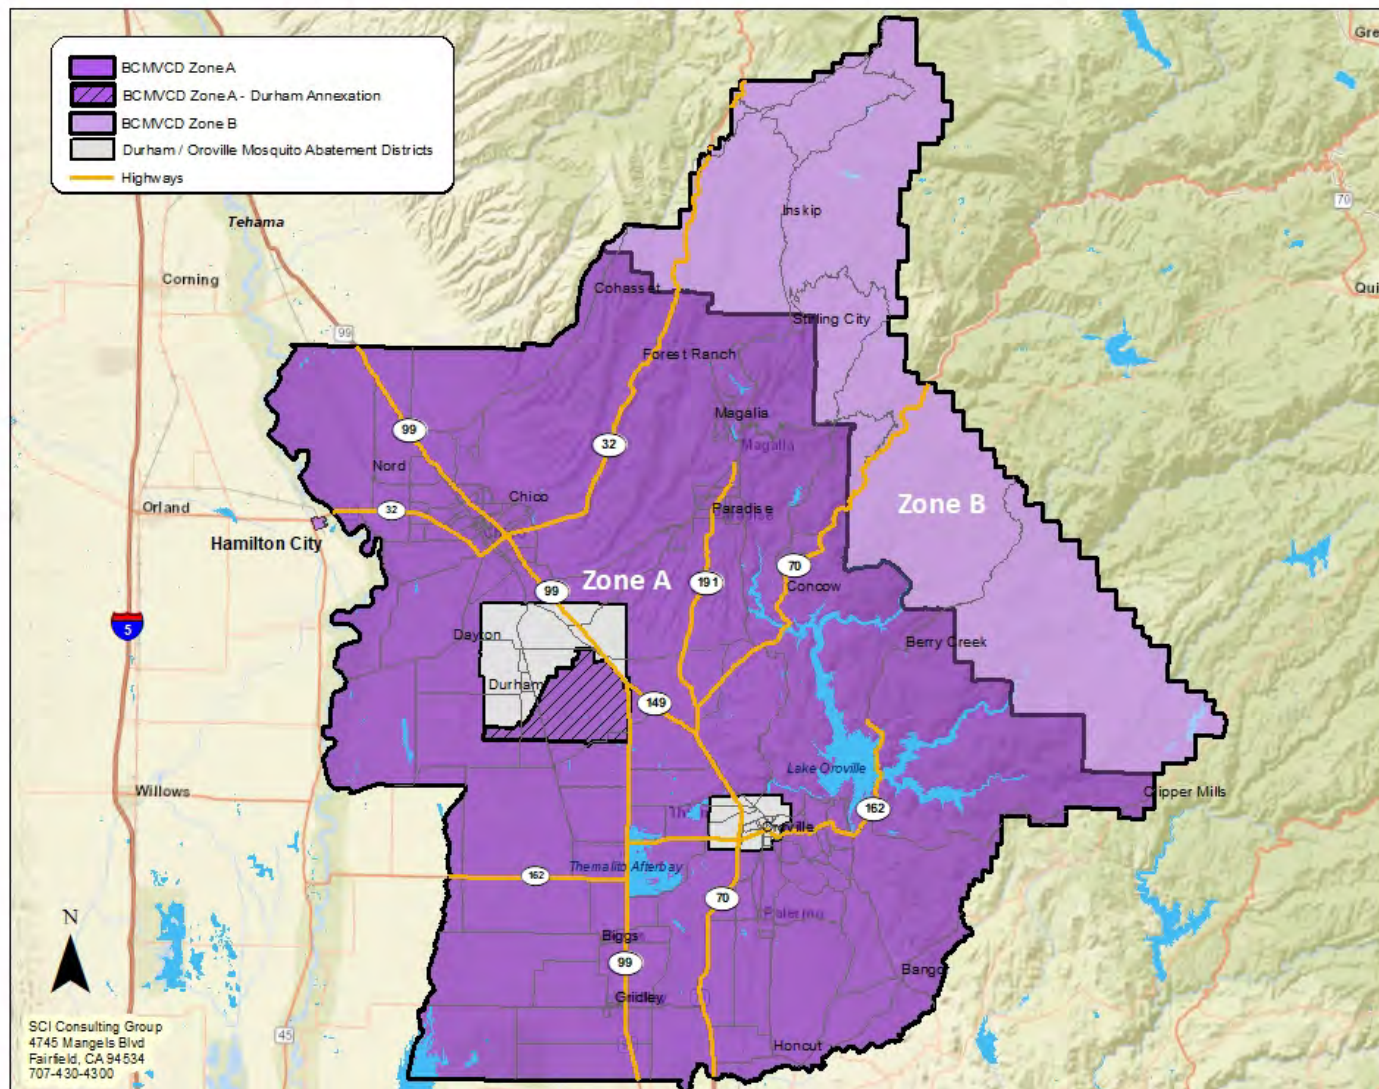 BCMVCD Zone A
BCMVCD Zone A - Durham Annexation
BCMVCD Zone B
Durham / Oroville Mosquito Abatement Districts
Highways
Gre
70
Inskip
Tehama
Corning
Cohasset
Qui
Stirling City
99
Forest Ranch
Magalia
99
32
Magalia
Nord
Chico
Orland
32
Paradise
Zone B
Hamilton City
70
Zone A
191
Concow
99
5
Dayton
Berry Creek
Durham
149
Lake Oroville
Willows
Clipper Mills
162
Oroville
Themalito Afterbay
162
70
Palermo
N
Biggs
99
Bangor
Gridley
SCI Consulting Group
4745 Mangels Blvd
Fairfield, CA 94534
707-430-4300
45
Honcut